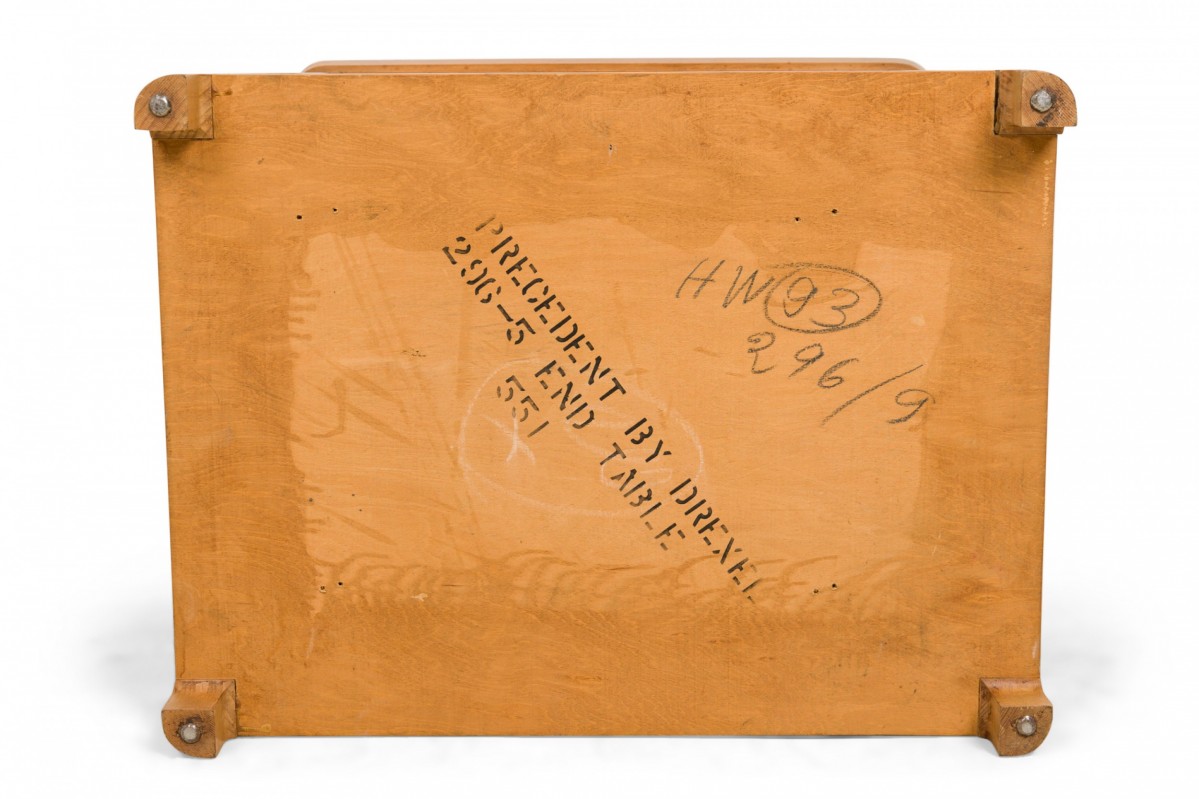 PRECEDENT BY DREXEL
296-5 END TABLE
551
HW 93
296/9
X